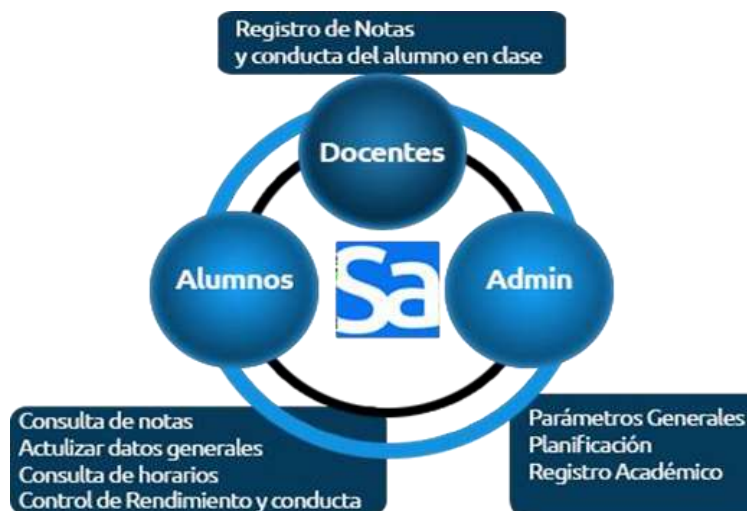 Registro de Notas
y conducta del alumno en clase
Docentes
Alumnos
Sa
Admin
Consulta de notas
Actulizar datos generales
Consulta de horarios
Control de Rendimiento y conducta
Parámetros Generales
Planificación
Registro Académico